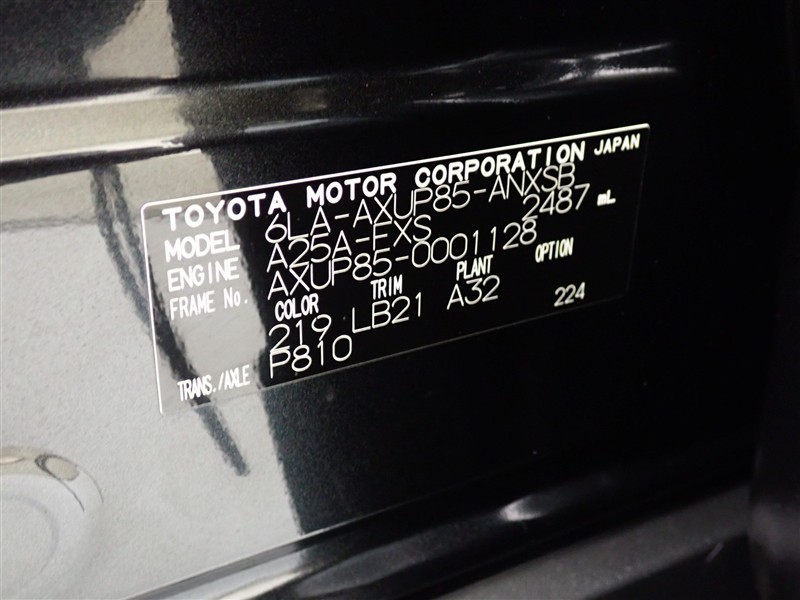 TOYOTA MOTOR CORPORATION JAPAN
MODEL 6LA-AXUP85-ANXSB
ENGINE A25A-FXS 2487 mL
FRAME No. AXUP85-0001128
COLOR TRIM PLANT OPTION
219 LB21 A32 224
TRANS./AXLE P810